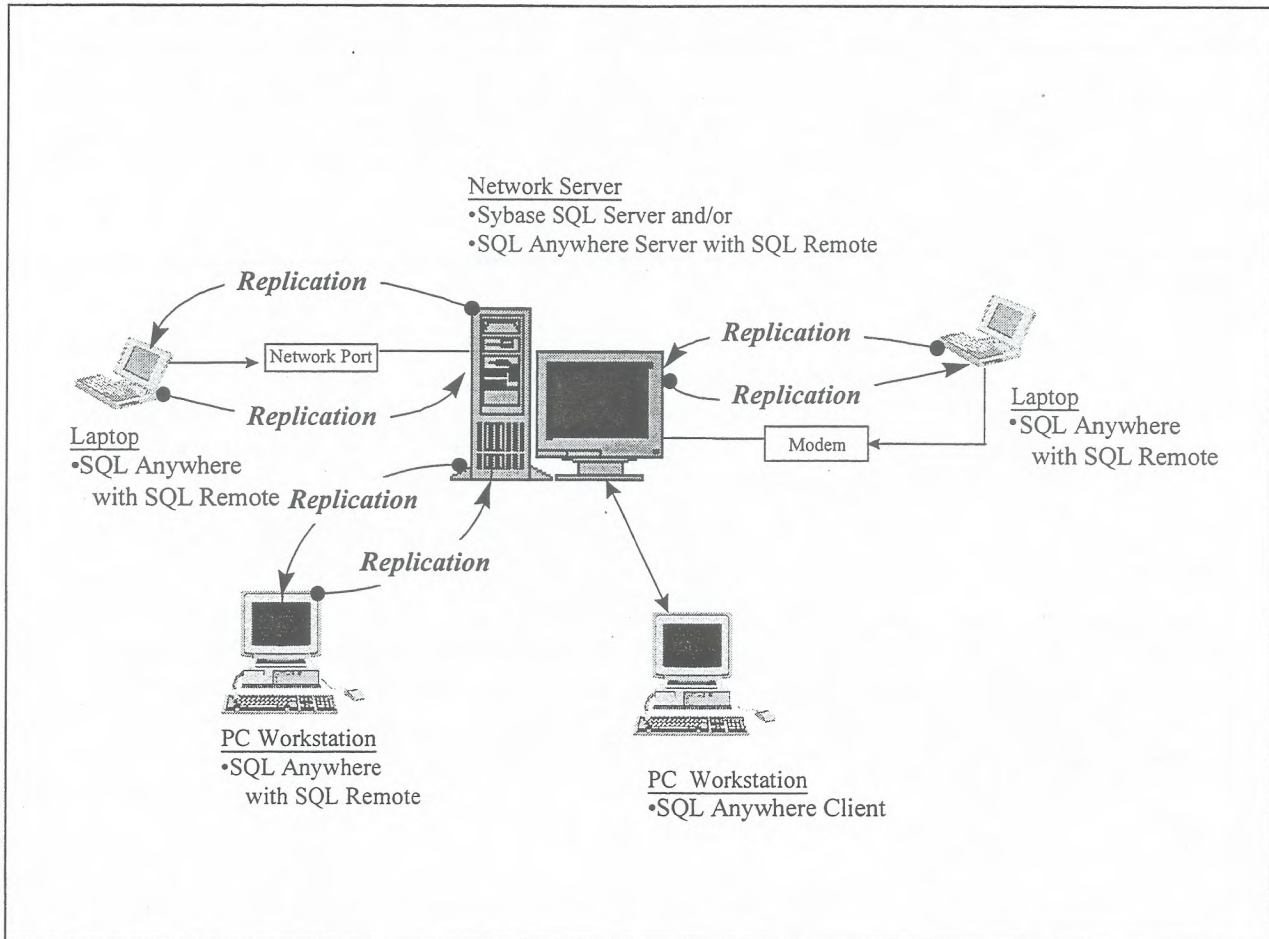 Network Server
•Sybase SQL Server and/or
•SQL Anywhere Server with SQL Remote
Replication
Network Port
Replication
Laptop
•SQL Anywhere
with SQL Remote
Replication
Replication
Modem
Laptop
•SQL Anywhere
with SQL Remote
Replication
Replication
PC Workstation
•SQL Anywhere
with SQL Remote
PC Workstation
•SQL Anywhere Client